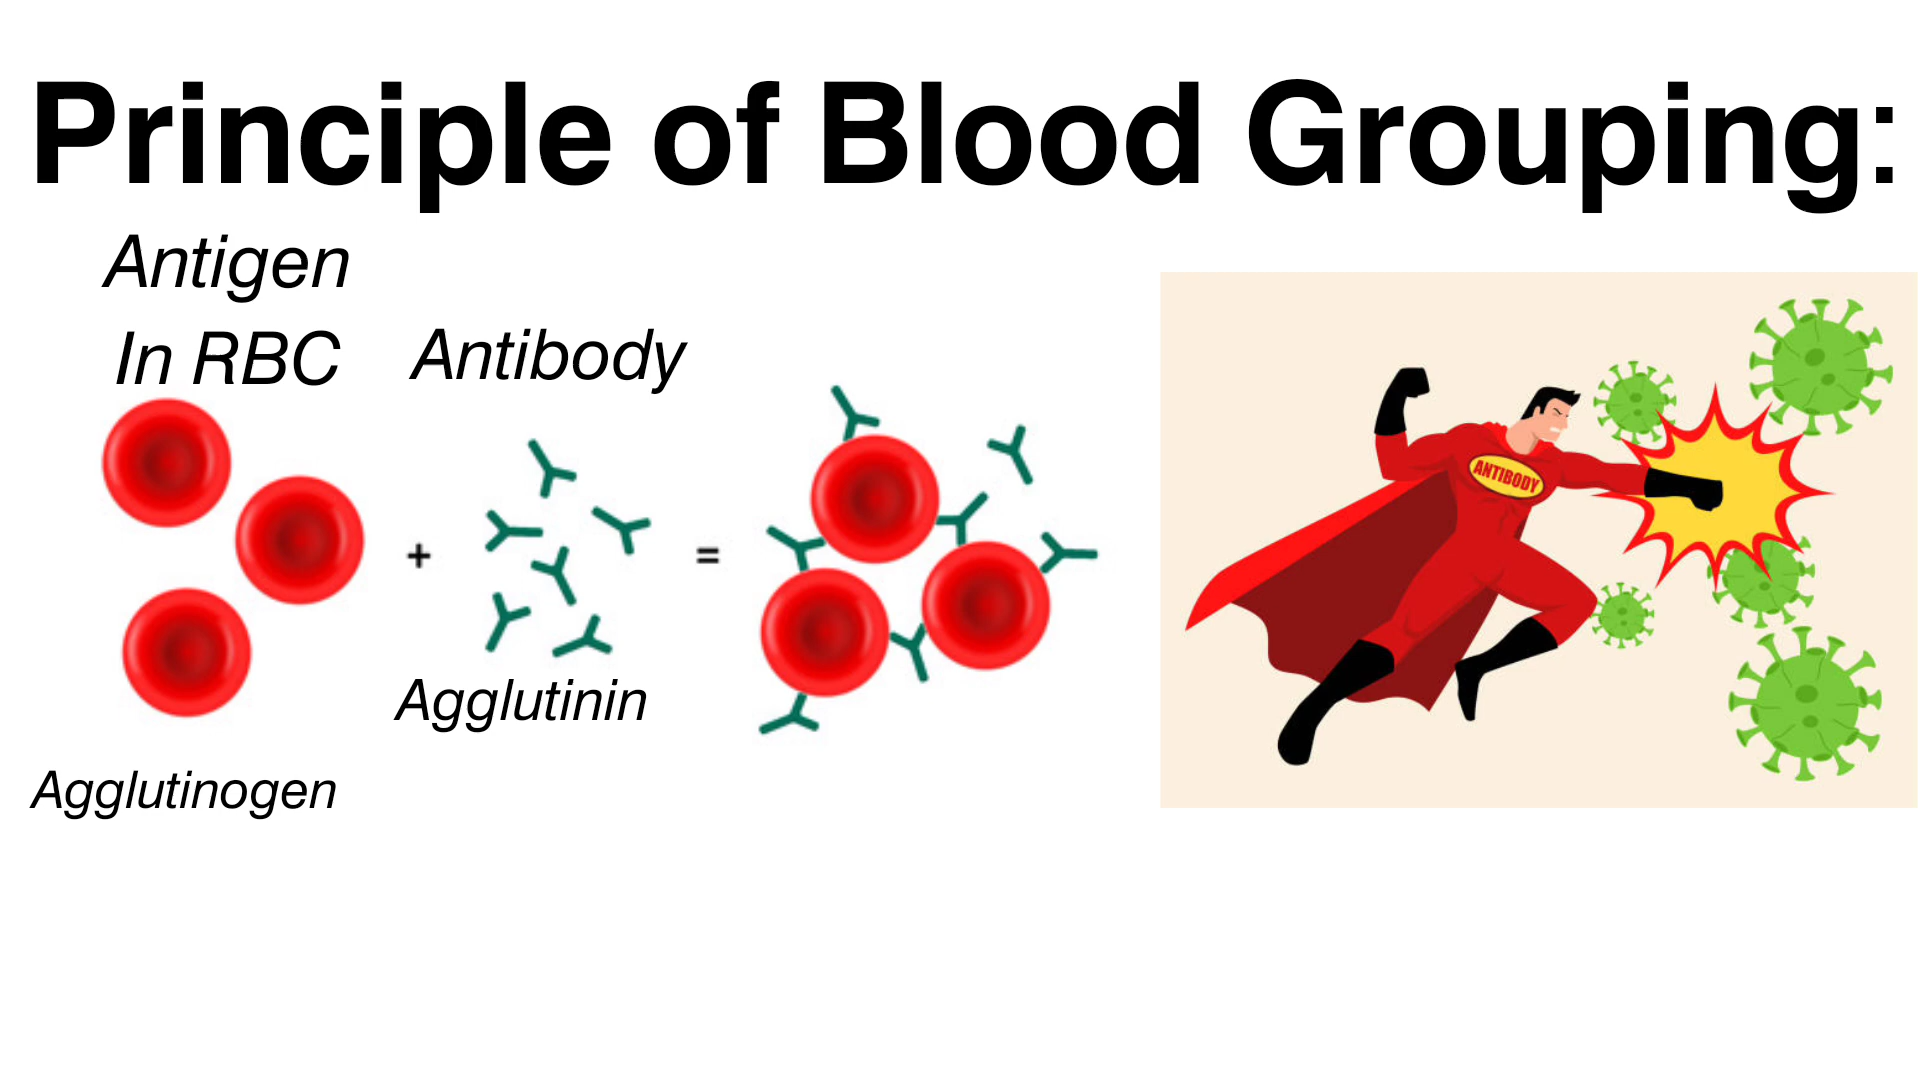 Principle of Blood Grouping:
Antigen
In RBC
Antibody
+
=
Agglutinin
Agglutinogen
ANTIBODY